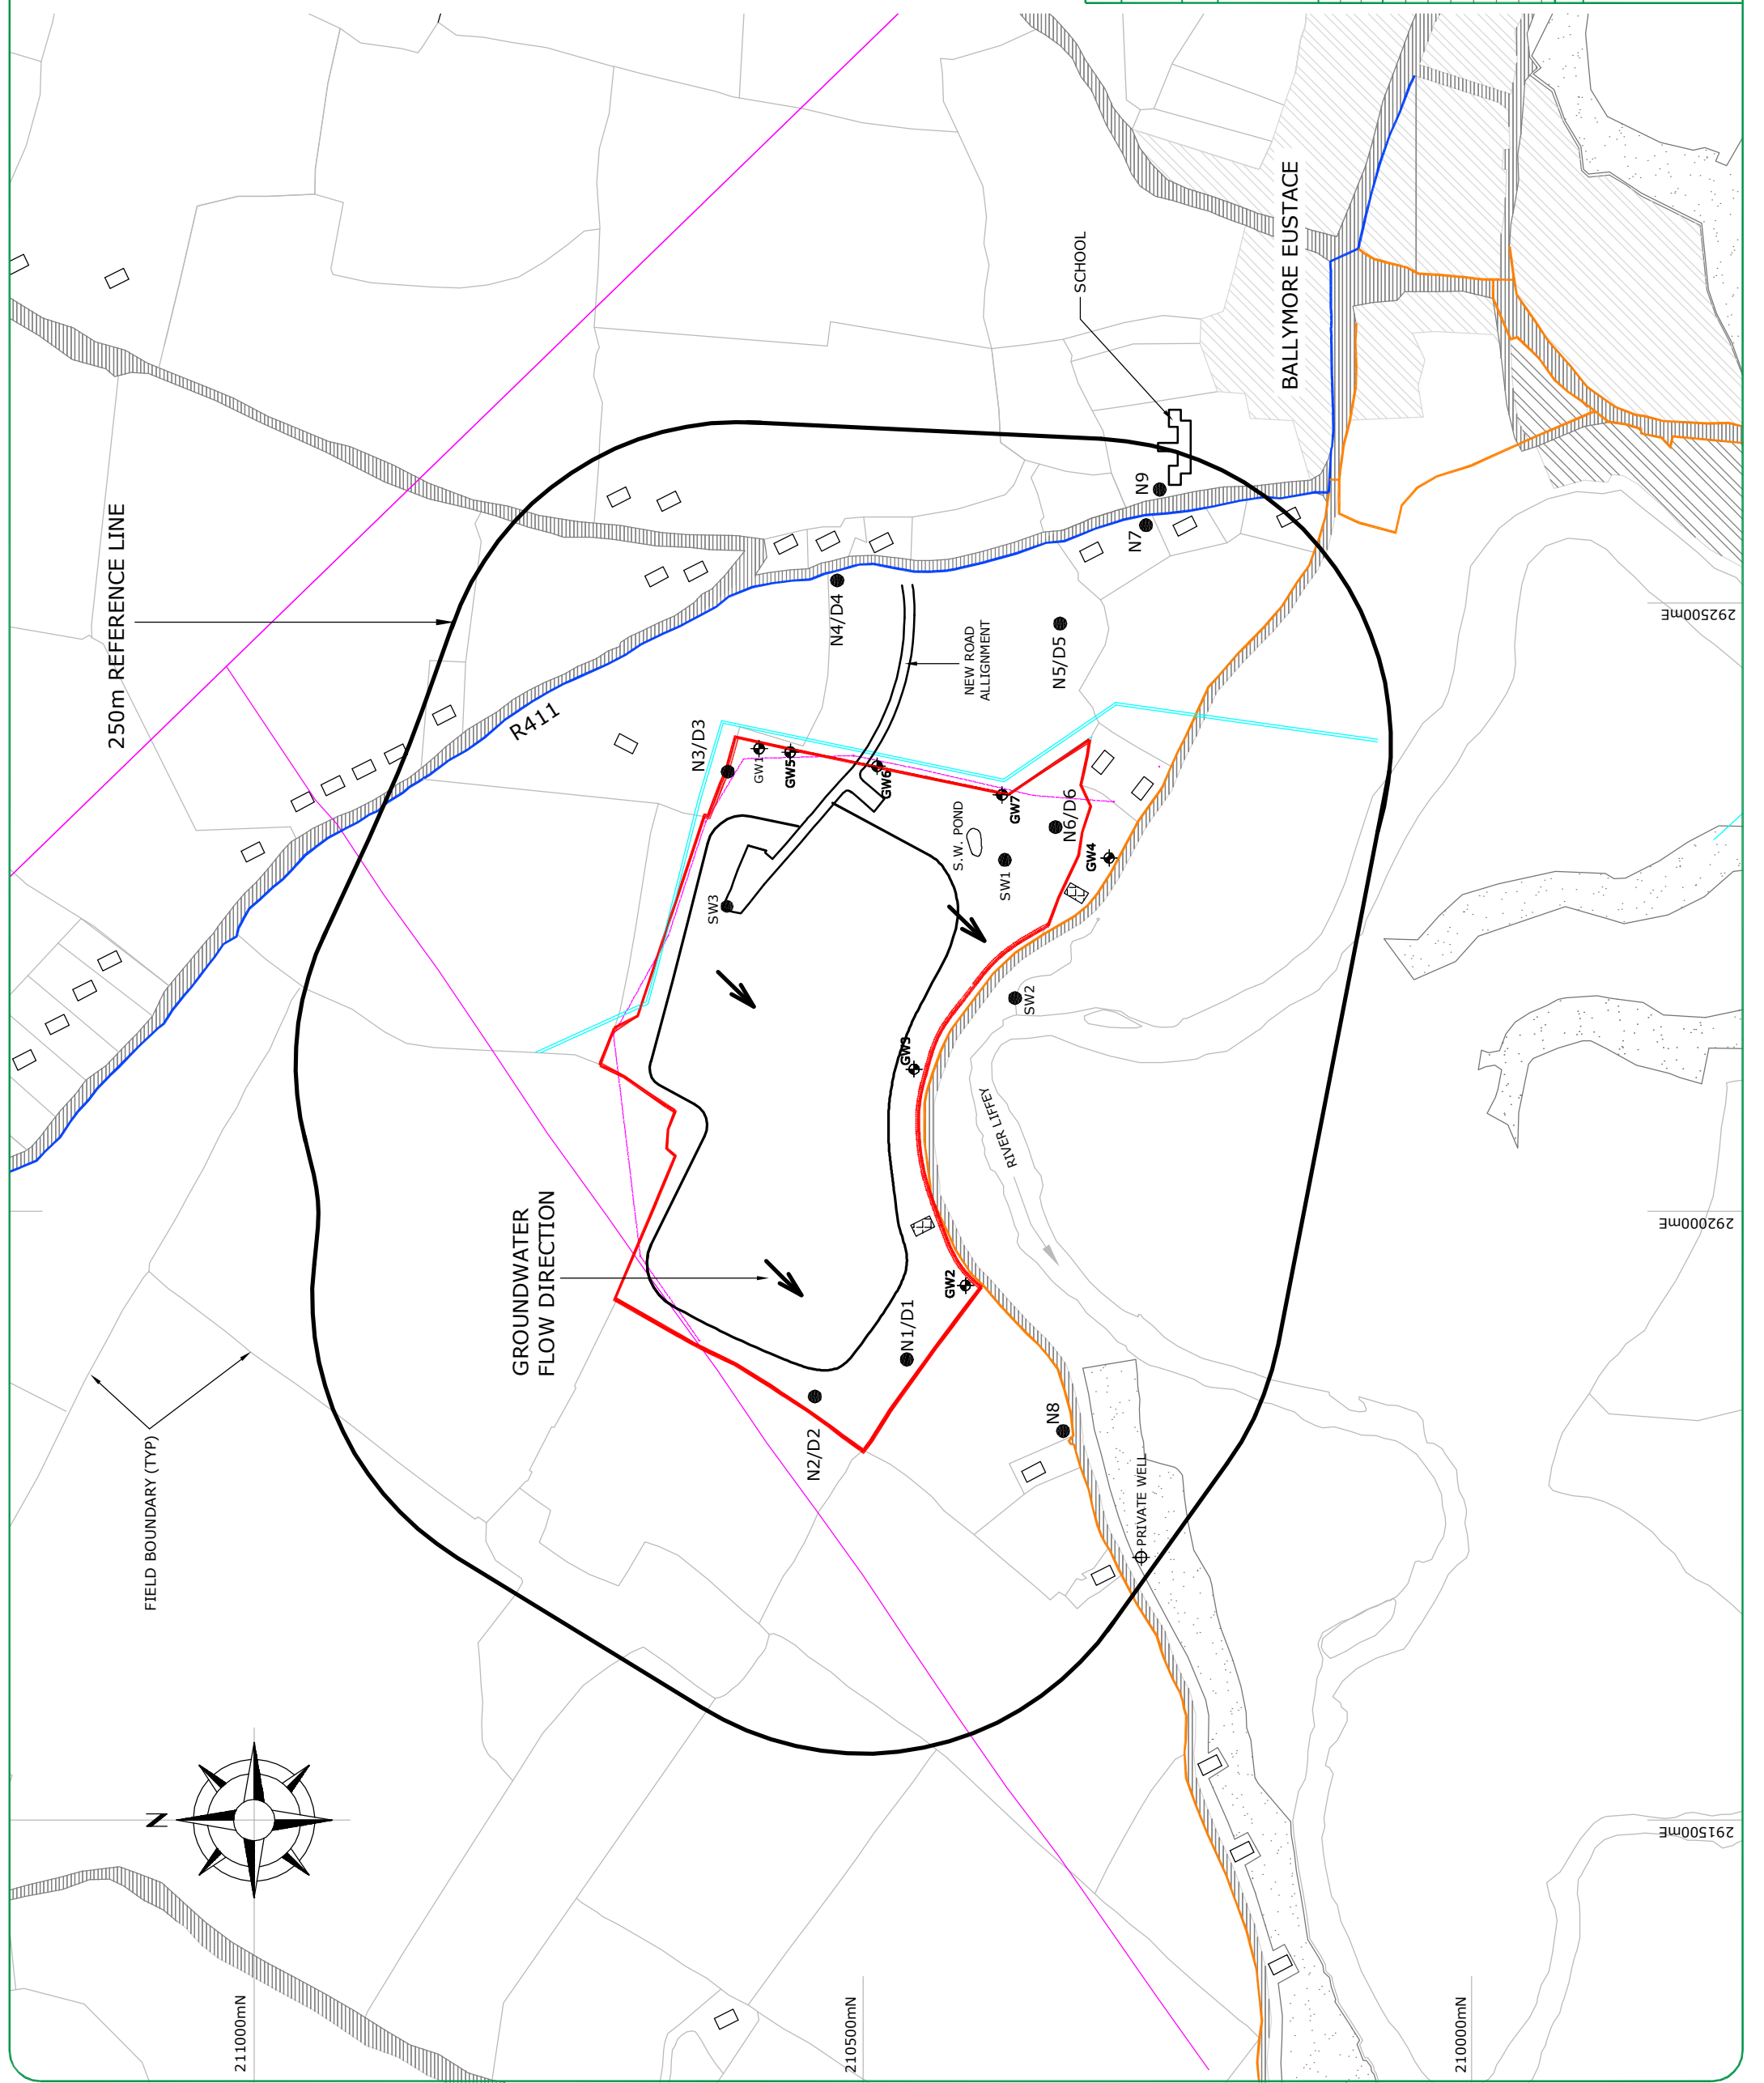 250m REFERENCE LINE
SCHOOL
BALLYMORE EUSTACE
N9
N7
N4/D4
N5/D5
NEW ROAD
ALLIGNMENT
R411
N3/D3
GW1
GW5
GW6
GW7
S.W. POND
N6/D6
SW1
GW4
SW3
SW2
GW3
RIVER LIFFEY
GROUNDWATER
FLOW DIRECTION
GW2
N1/D1
N2/D2
N8
PRIVATE WELL
FIELD BOUNDARY (TYP)
N
292500mE
292000mE
291500mE
211000mN
210500mN
210000mN